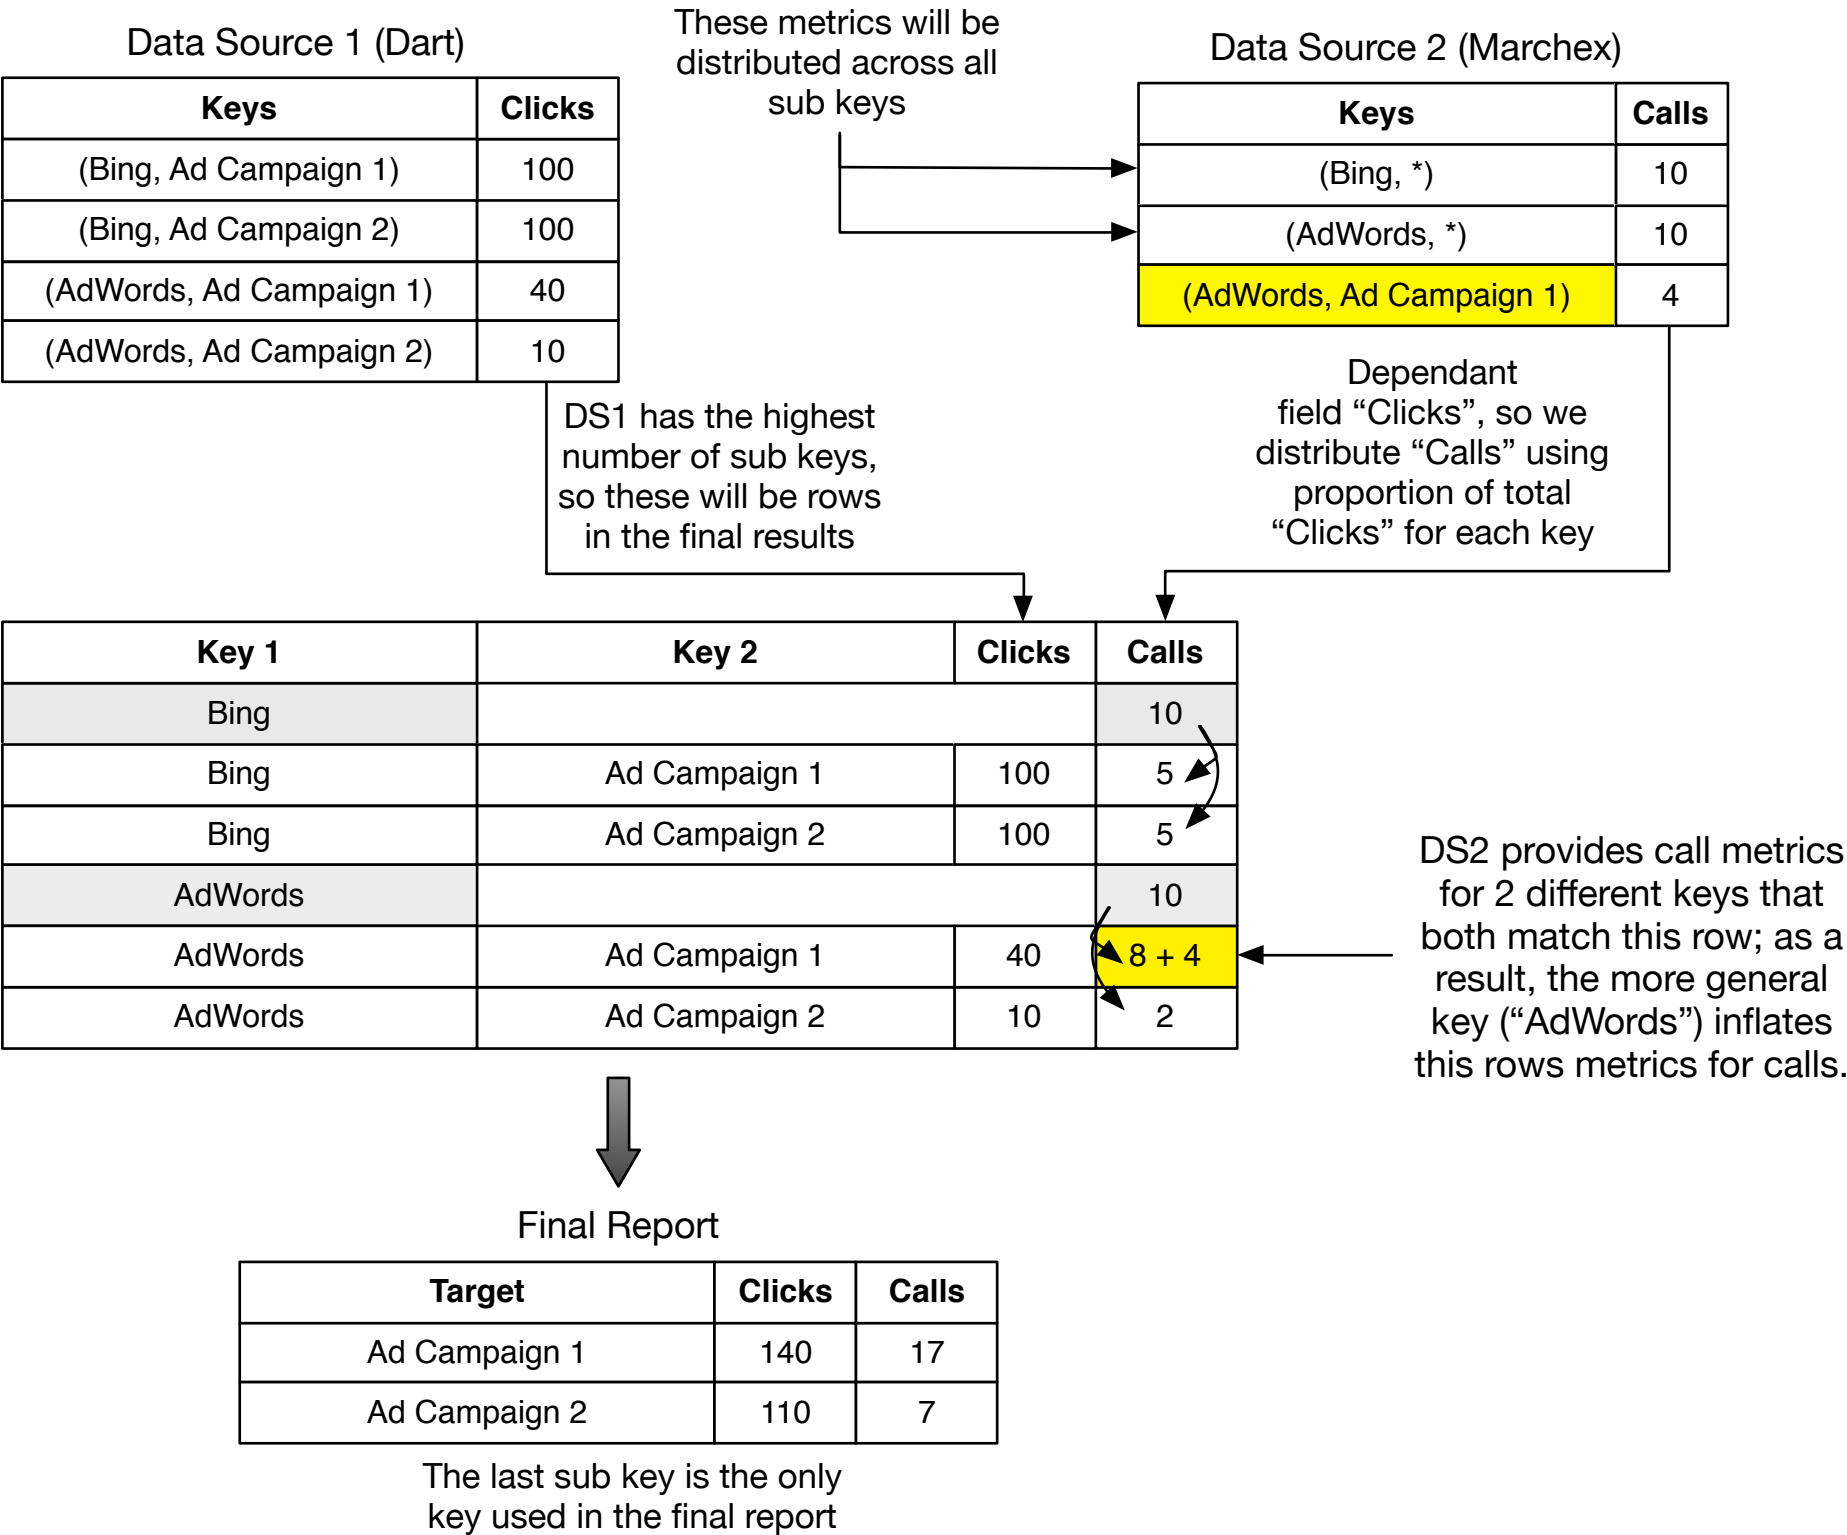 Data Source 1 (Dart)
Keys Clicks
(Bing, Ad Campaign 1) 100
(Bing, Ad Campaign 2) 100
(AdWords, Ad Campaign 1) 40
(AdWords, Ad Campaign 2) 10
These metrics will be
distributed across all
sub keys
Data Source 2 (Marchex)
Keys Calls
(Bing, *) 10
(AdWords, *) 10
(AdWords, Ad Campaign 1) 4
DS1 has the highest
number of sub keys,
so these will be rows
in the final results
Dependant
field “Clicks”, so we
distribute “Calls” using
proportion of total
“Clicks” for each key
Key 1 Key 2 Clicks Calls
Bing 10
Bing Ad Campaign 1 100 5
Bing Ad Campaign 2 100 5
AdWords 10
AdWords Ad Campaign 1 40 8 + 4
AdWords Ad Campaign 2 10 2
DS2 provides call metrics
for 2 different keys that
both match this row; as a
result, the more general
key (“AdWords”) inflates
this rows metrics for calls.
Final Report
Target Clicks Calls
Ad Campaign 1 140 17
Ad Campaign 2 110 7
The last sub key is the only
key used in the final report